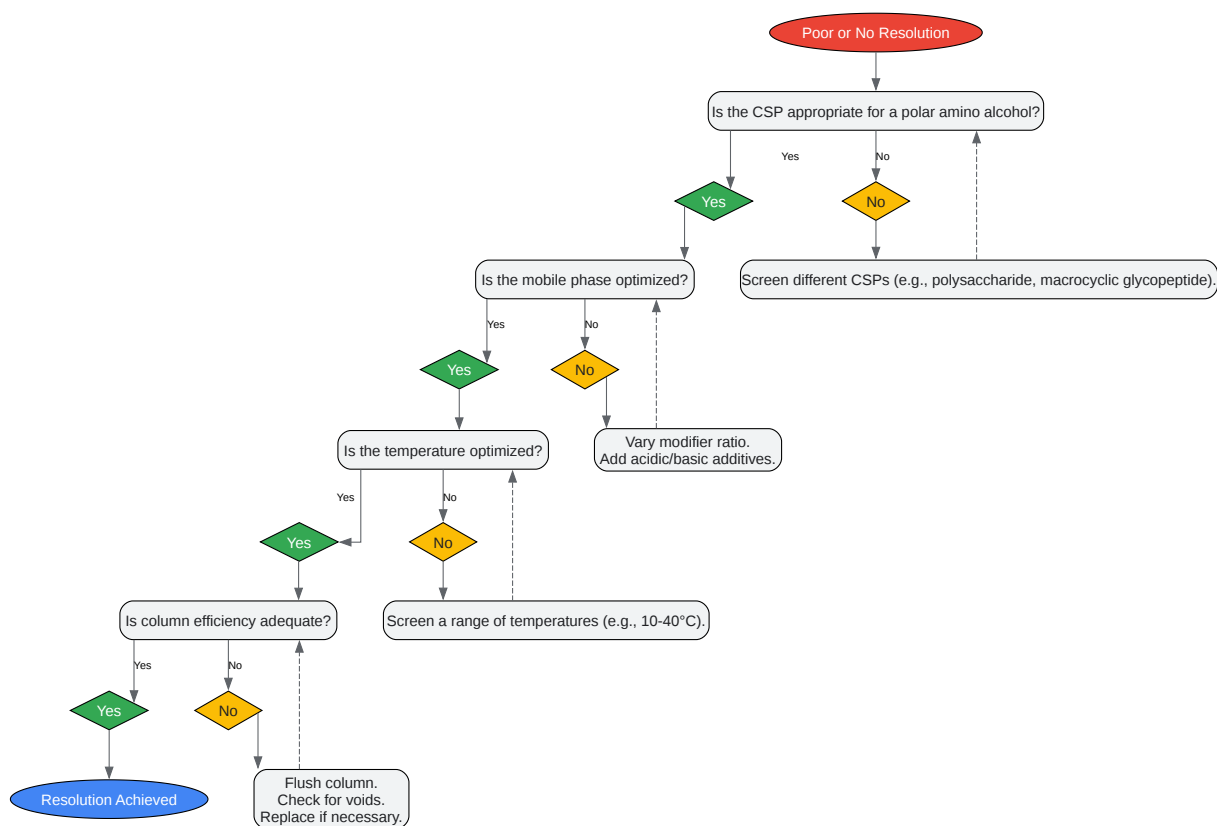 Poor or No Resolution
Is the CSP appropriate for a polar amino alcohol?
Yes
No
Yes
No
Is the mobile phase optimized?
Screen different CSPs (e.g., polysaccharide, macrocyclic glycopeptide).
Yes
No
Yes
No
Is the temperature optimized?
Vary modifier ratio.
Add acidic/basic additives.
Yes
No
Yes
No
Is column efficiency adequate?
Screen a range of temperatures (e.g., 10-40°C).
Yes
No
Yes
No
Resolution Achieved
Flush column.
Check for voids.
Replace if necessary.